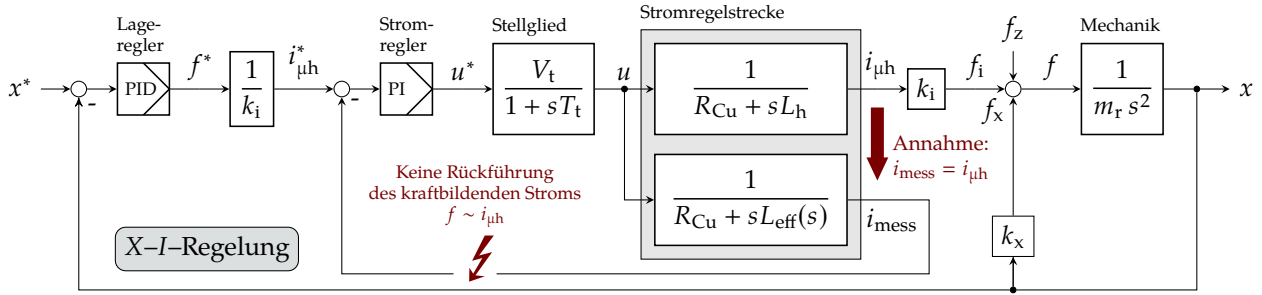 Lage-
regler
Strom-
regler
Stellglied
Stromregelstrecke
Mechanik
x*
-
PID
f*
1
k_i
i*_μh
-
PI
u*
V_t
1 + sT_t
u
1
R_Cu + sL_h
i_μh
k_i
f_i
f_z
f_x
f
1
m_r s²
x
Annahme:
i_mess = i_μh
Keine Rückführung
des kraftbildenden Stroms
f ∼ i_μh
1
R_Cu + sL_eff(s)
i_mess
k_x
X–I–Regelung
-